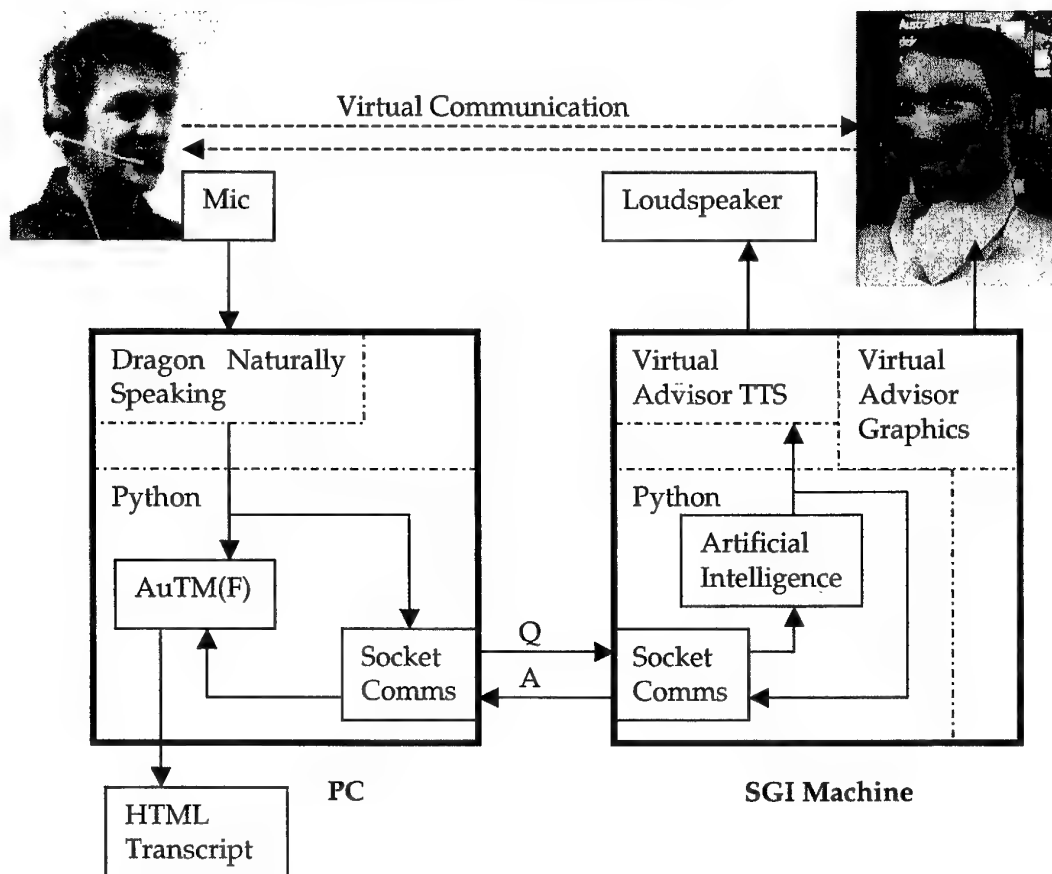 Virtual Communication
Mic
Loudspeaker
Dragon Naturally
Speaking
Virtual
Advisor TTS
Virtual
Advisor
Graphics
Python
Python
Artificial
Intelligence
AuTM(F)
Socket
Comms
Q
A
Socket
Comms
PC
SGI Machine
HTML
Transcript